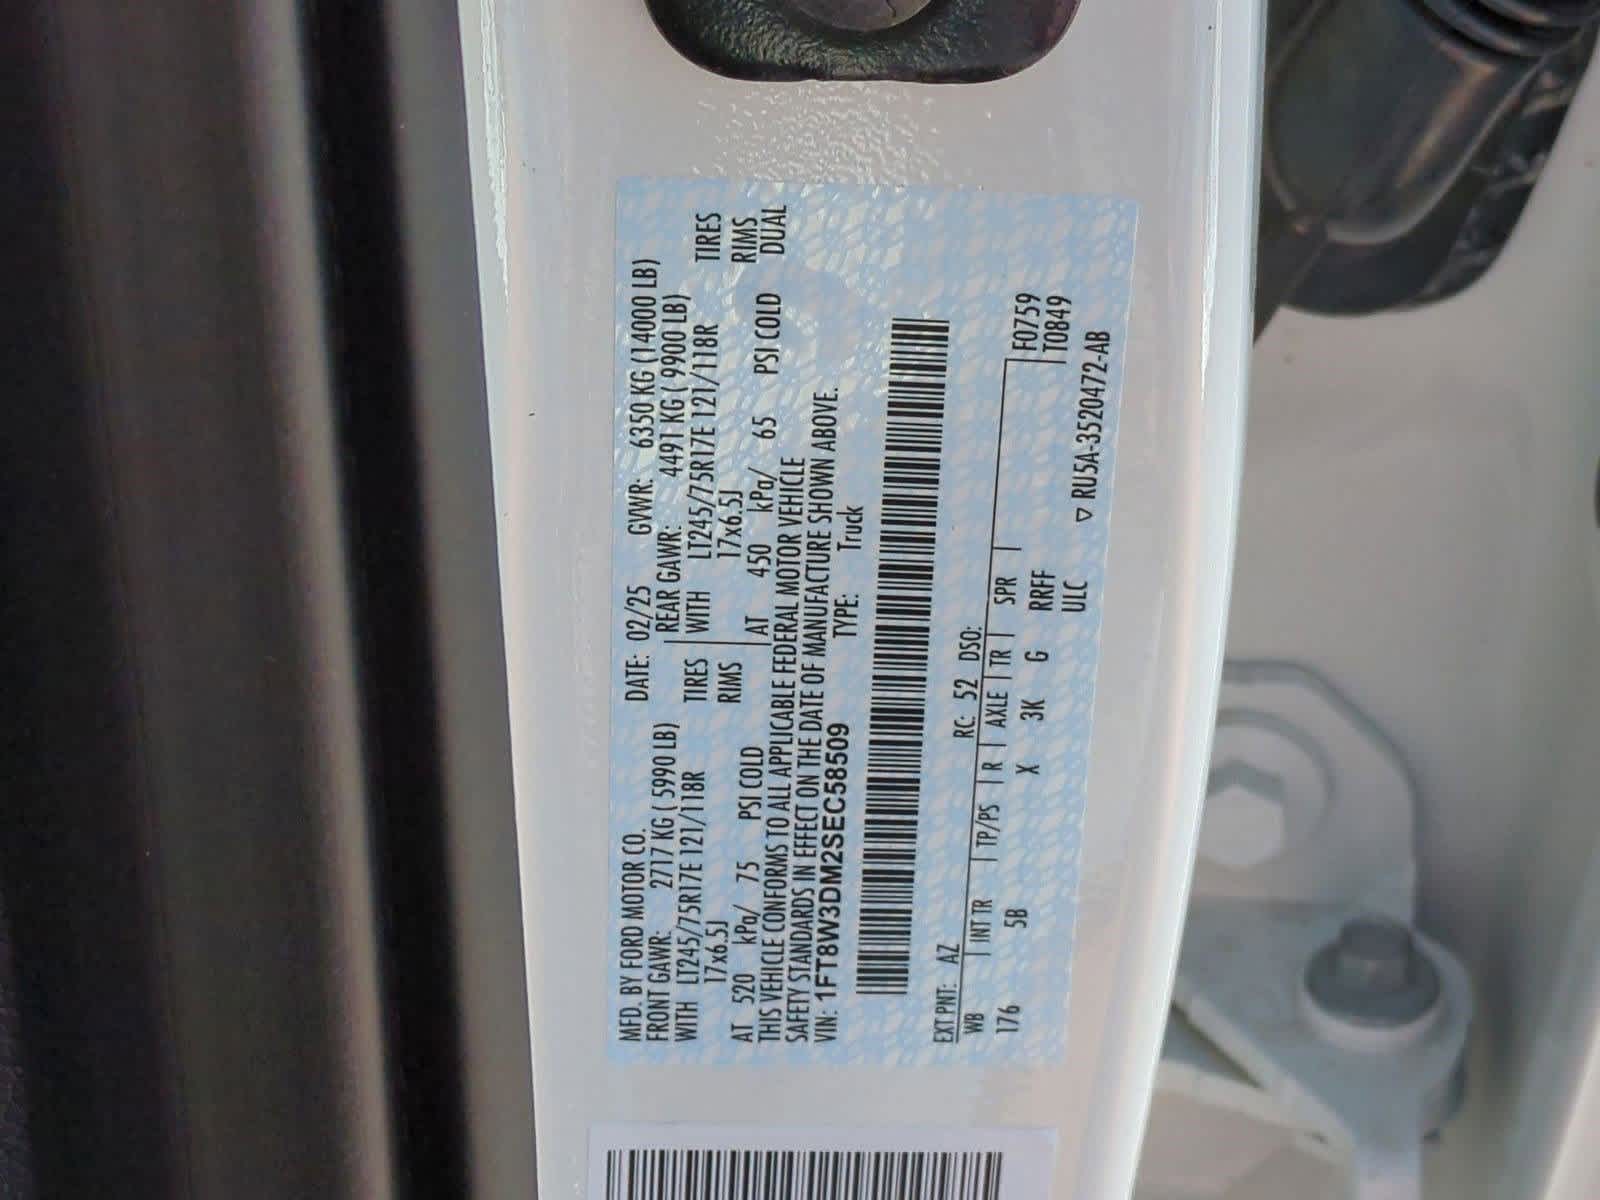 MFD. BY FORD MOTOR CO. DATE: 02/25 GVWR: 6350 KG (14000 LB)
FRONT GAWR: 2717 KG ( 5990 LB) REAR GAWR: 4491 KG ( 9900 LB)
WITH LT245/75R17E 121/118R TIRES WITH LT245/75R17E 121/118R TIRES
17x6.5J RIMS 17x6.5J RIMS
AT 520 kPa/ 75 PSI COLD AT 450 kPa/ 65 PSI COLD DUAL
THIS VEHICLE CONFORMS TO ALL APPLICABLE FEDERAL MOTOR VEHICLE
SAFETY STANDARDS IN EFFECT ON THE DATE OF MANUFACTURE SHOWN ABOVE.
VIN: 1FT8W3DM2SEC58509 TYPE: Truck
EXT PNT: AZ RC: 52 DSO:
WB INT TR TP/PS R AXLE TR SPR F0759
176 5B X 3K G RRFF T0849
ULC
▽ RU5A-3520472-AB